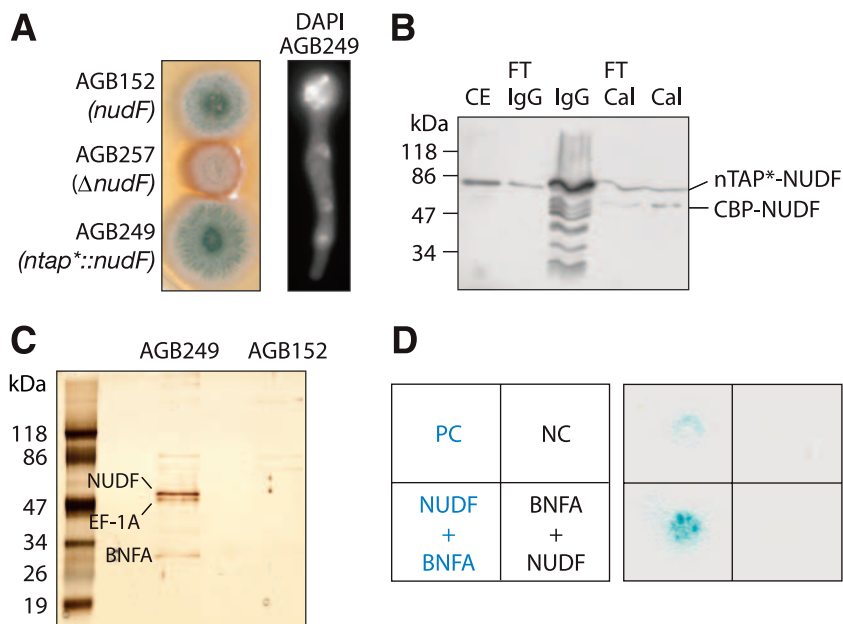 A
DAPI
AGB249
AGB152
(nudF)
AGB257
(ΔnudF)
AGB249
(ntap*::nudF)
B
FT FT
CE IgG IgG Cal Cal
kDa
118
86
47
34
nTAP*-NUDF
CBP-NUDF
C
AGB249 AGB152
kDa
118
86
NUDF
47
EF-1A
34
BNFA
26
19
D
PC NC
NUDF BNFA
+ +
BNFA NUDF